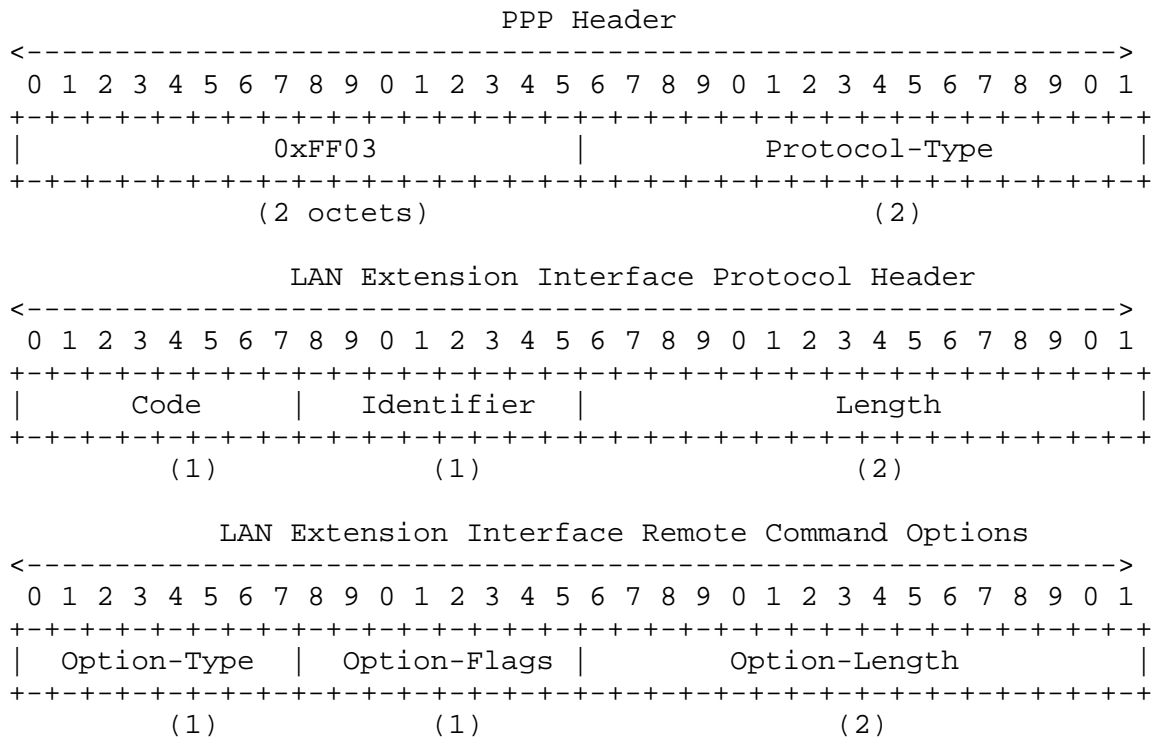 PPP Header
<--------------------------------------------------------------->
0 1 2 3 4 5 6 7 8 9 0 1 2 3 4 5 6 7 8 9 0 1 2 3 4 5 6 7 8 9 0 1
+-+-+-+-+-+-+-+-+-+-+-+-+-+-+-+-+-+-+-+-+-+-+-+-+-+-+-+-+-+-+-+-+
| 0xFF03 | Protocol-Type |
+-+-+-+-+-+-+-+-+-+-+-+-+-+-+-+-+-+-+-+-+-+-+-+-+-+-+-+-+-+-+-+-+
(2 octets) (2)
LAN Extension Interface Protocol Header
<--------------------------------------------------------------->
0 1 2 3 4 5 6 7 8 9 0 1 2 3 4 5 6 7 8 9 0 1 2 3 4 5 6 7 8 9 0 1
+-+-+-+-+-+-+-+-+-+-+-+-+-+-+-+-+-+-+-+-+-+-+-+-+-+-+-+-+-+-+-+-+
| Code | Identifier | Length |
+-+-+-+-+-+-+-+-+-+-+-+-+-+-+-+-+-+-+-+-+-+-+-+-+-+-+-+-+-+-+-+-+
(1) (1) (2)
LAN Extension Interface Remote Command Options
<--------------------------------------------------------------->
0 1 2 3 4 5 6 7 8 9 0 1 2 3 4 5 6 7 8 9 0 1 2 3 4 5 6 7 8 9 0 1
+-+-+-+-+-+-+-+-+-+-+-+-+-+-+-+-+-+-+-+-+-+-+-+-+-+-+-+-+-+-+-+-+
| Option-Type | Option-Flags | Option-Length |
+-+-+-+-+-+-+-+-+-+-+-+-+-+-+-+-+-+-+-+-+-+-+-+-+-+-+-+-+-+-+-+-+
(1) (1) (2)